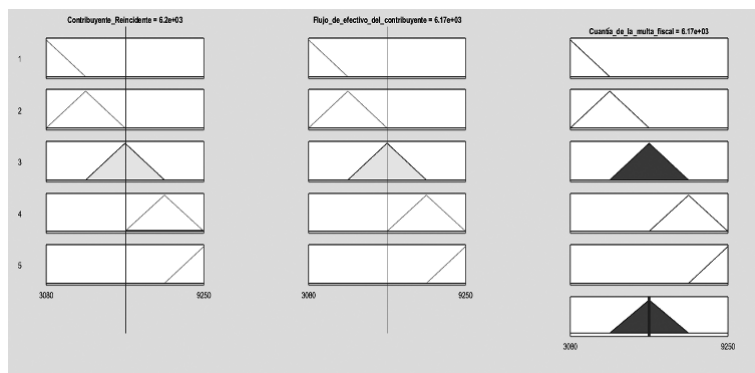 Contribuyente_Reincidente = 6.2e+03
Flujo_de_efectivo_del_contribuyente = 6.17e+03
Cuantía_de_la_multa_fiscal = 6.17e+03
1
2
3
4
5
3080 9250
3080 9250
3080 9250